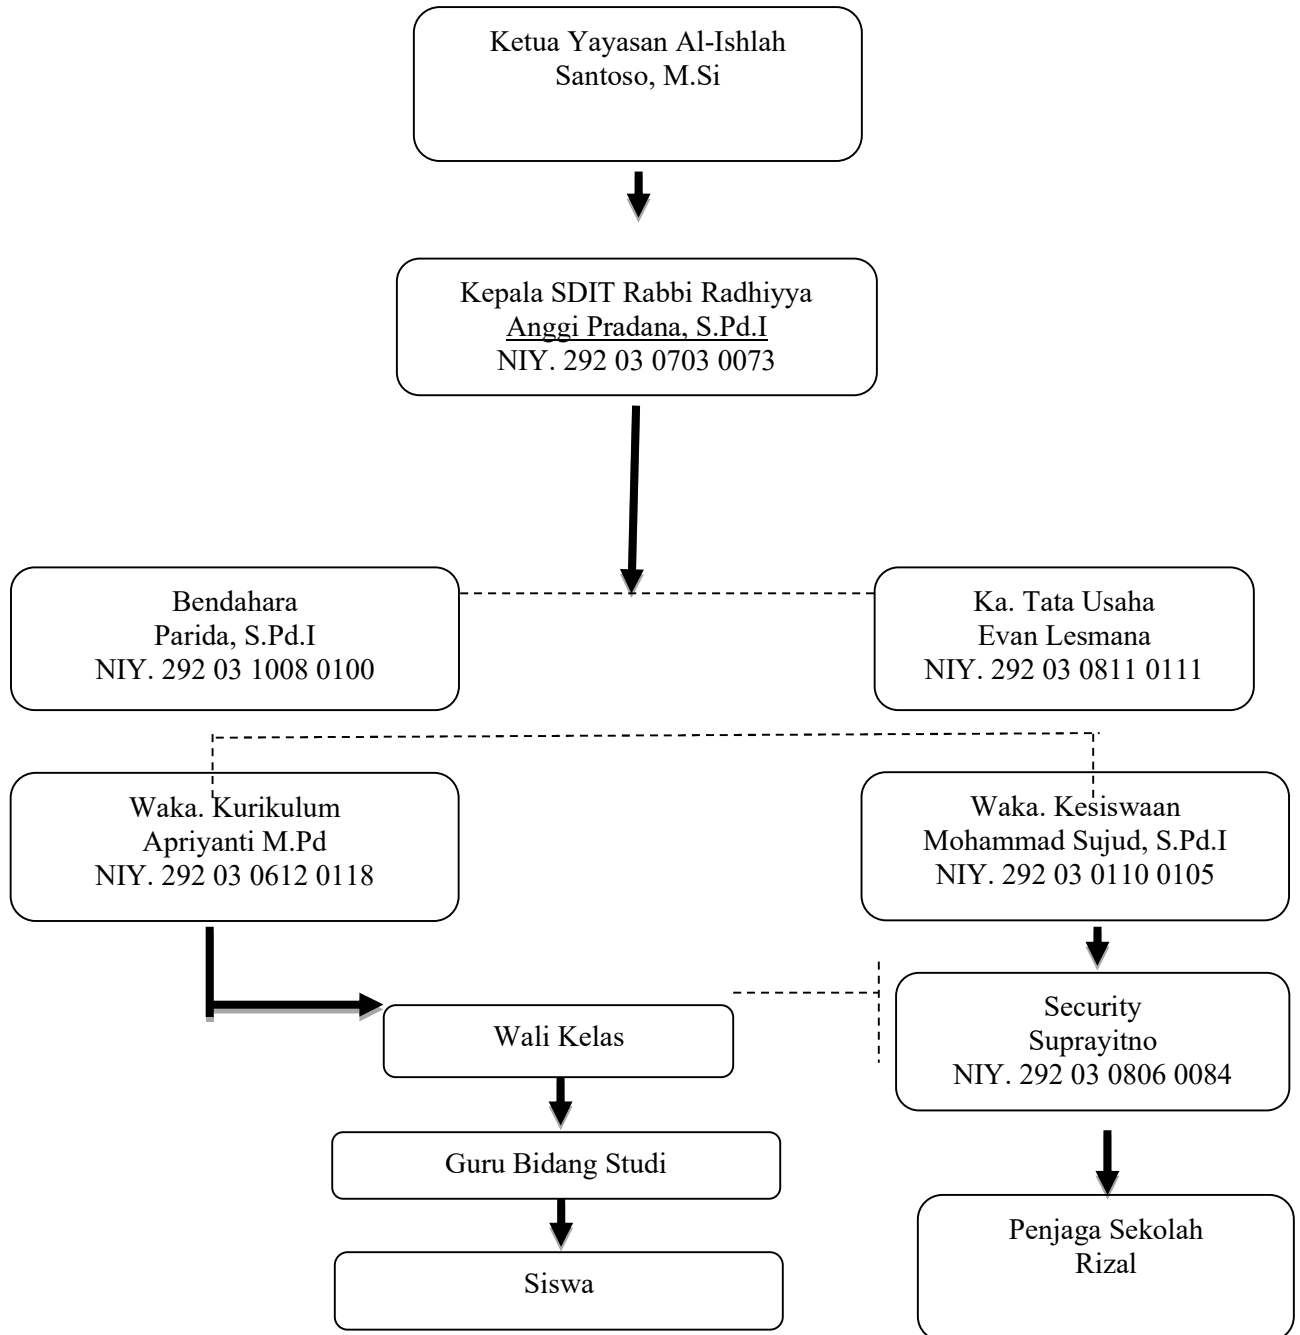 Ketua Yayasan Al-Ishlah
Santoso, M.Si
Kepala SDIT Rabbi Radhiyya
Anggi Pradana, S.Pd.I
NIY. 292 03 0703 0073
Bendahara
Parida, S.Pd.I
NIY. 292 03 1008 0100
Ka. Tata Usaha
Evan Lesmana
NIY. 292 03 0811 0111
Waka. Kurikulum
Apriyanti M.Pd
NIY. 292 03 0612 0118
Waka. Kesiswaan
Mohammad Sujud, S.Pd.I
NIY. 292 03 0110 0105
Wali Kelas
Security
Suprayitno
NIY. 292 03 0806 0084
Guru Bidang Studi
Penjaga Sekolah
Rizal
Siswa